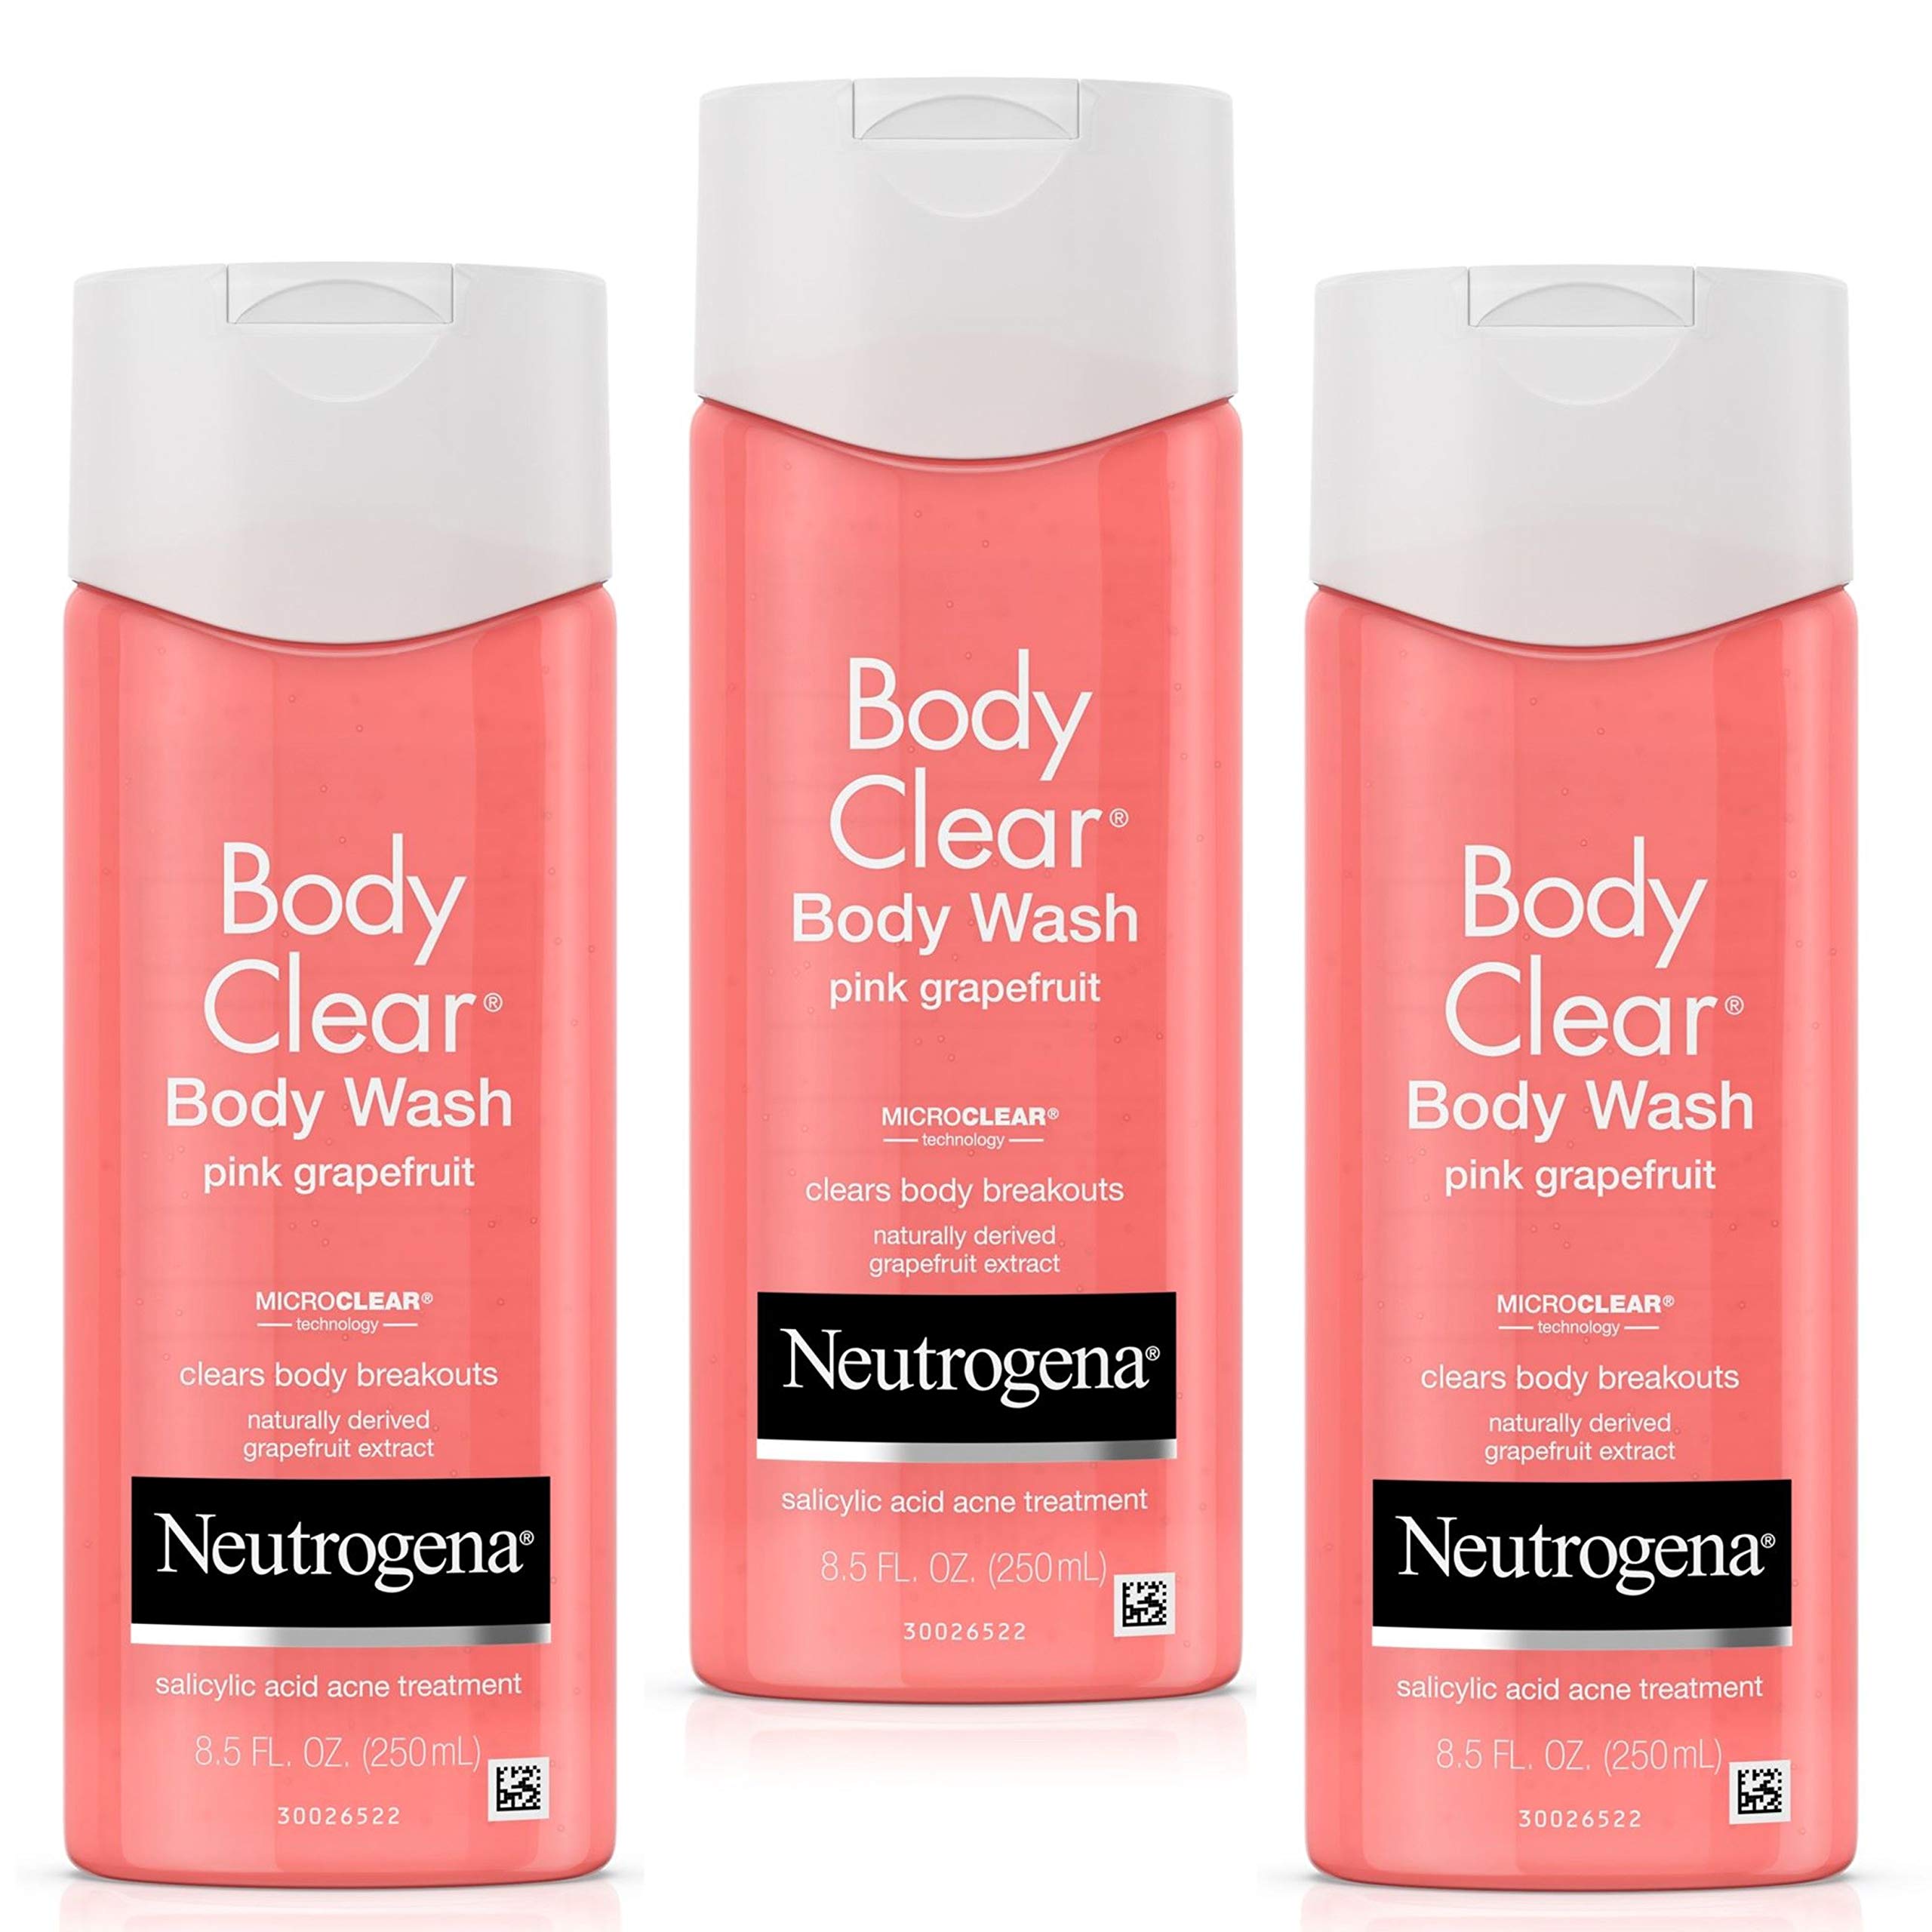 Body
Clear®
Body Wash
pink grapefruit
MICROCLEAR®
technology
clears body breakouts
naturally derived
grapefruit extract
Neutrogena®
salicylic acid acne treatment
8.5 FL. OZ. (250mL)
30026522
Body
Clear®
Body Wash
pink grapefruit
MICROCLEAR®
technology
clears body breakouts
naturally derived
grapefruit extract
Neutrogena®
salicylic acid acne treatment
8.5 FL. OZ. (250mL)
30026522
Body
Clear®
Body Wash
pink grapefruit
MICROCLEAR®
technology
clears body breakouts
naturally derived
grapefruit extract
Neutrogena®
salicylic acid acne treatment
8.5 FL. OZ. (250mL)
30026522